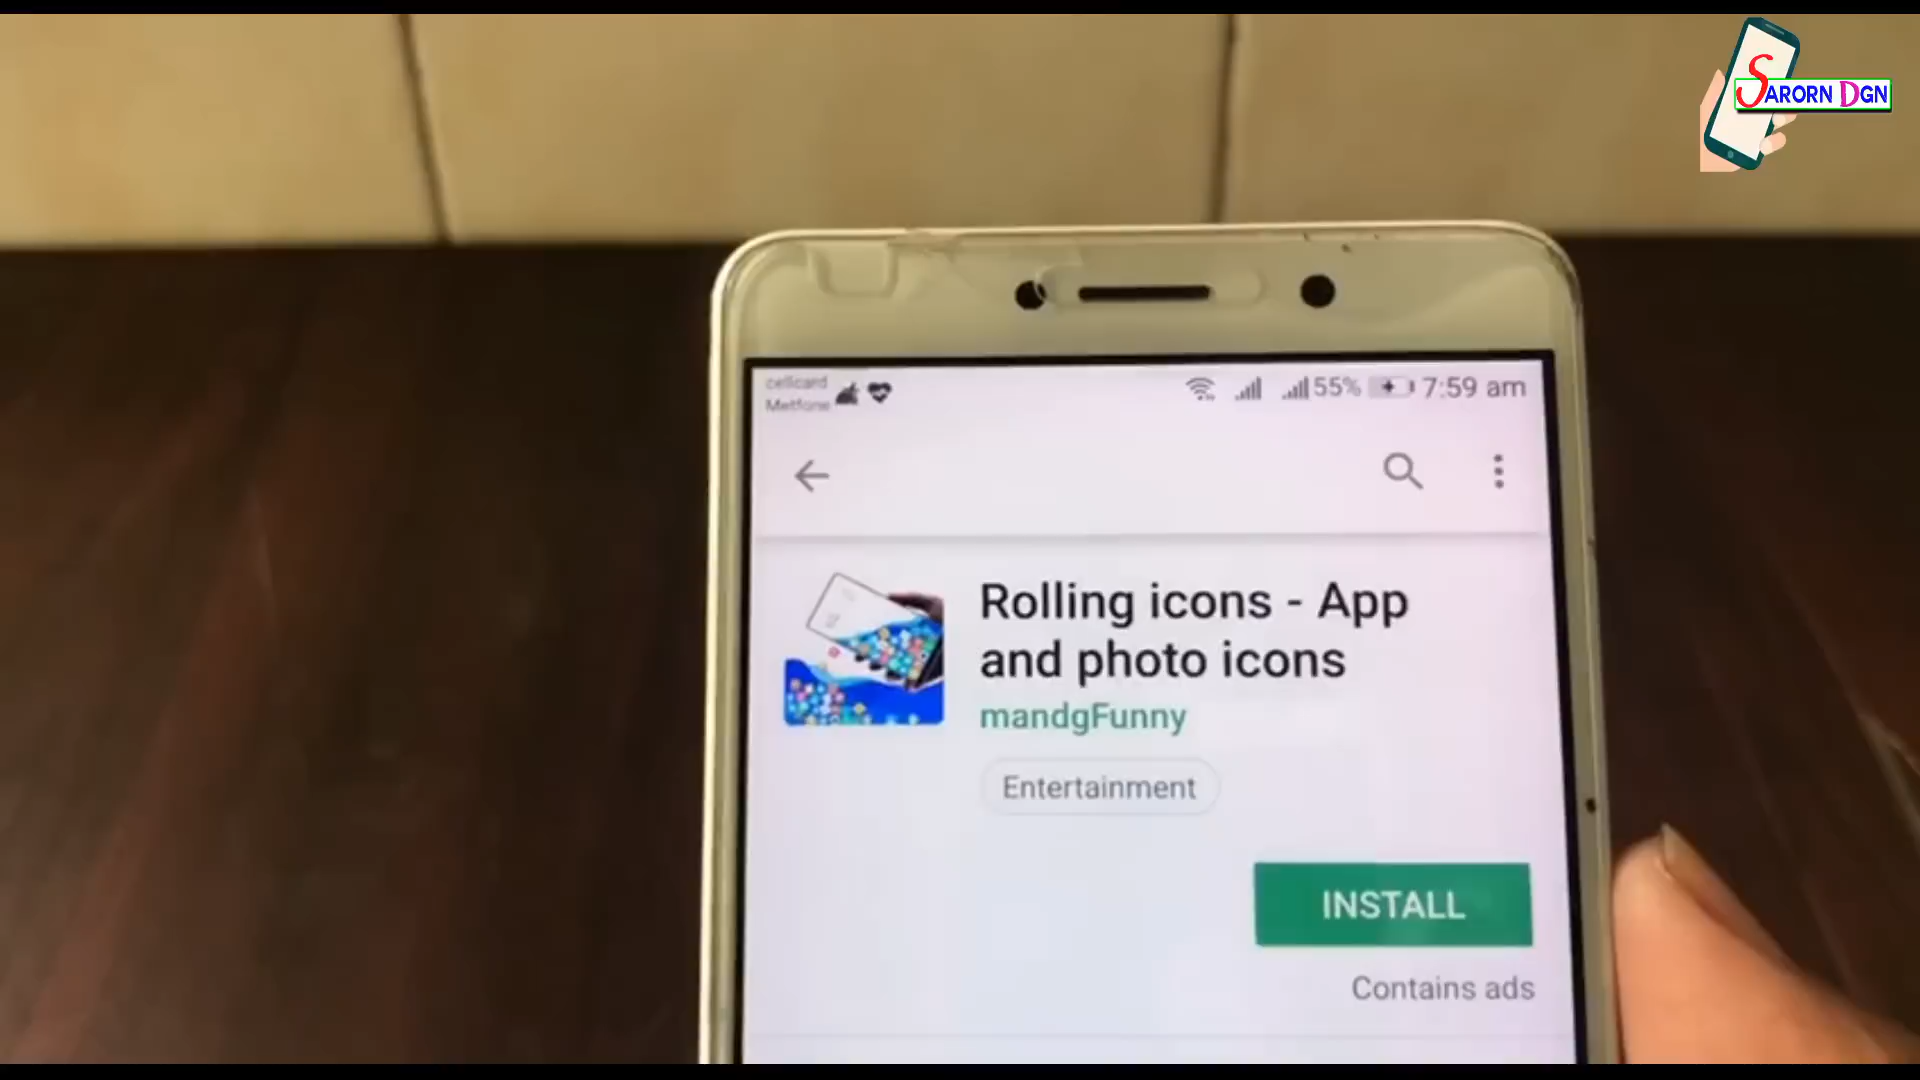 SARORN DGN
cellcard
Metfone
55%
7:59 am
Rolling icons - App
and photo icons
mandgFunny
Entertainment
INSTALL
Contains ads